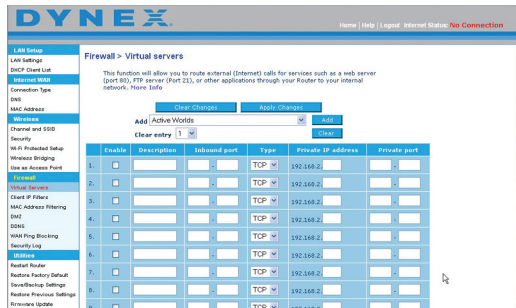 DYNEX
Home | Help | Logout Internet Status: No Connection
LAN Setup
LAN Settings
DHCP Client List
Internet WAN
Connection Type
DNS
MAC Address
Wireless
Channel and SSID
Security
Wi-Fi Protected Setup
Wireless Bridging
Use as Access Point
Firewall
Virtual Servers
Client IP Filters
MAC Address Filtering
DMZ
DDNS
WAN Ping Blocking
Security Log
Utilities
Restart Router
Restore Factory Default
Save/Backup Settings
Restore Previous Settings
Firmware Update
Firewall > Virtual servers
This function will allow you to route external (Internet) calls for services such as a web server
(port 80), FTP server (Port 21), or other applications through your Router to your internal
network. More Info
Clear Changes Apply Changes
Add Active Worlds Add
Clear entry 1 Clear
Enable Description Inbound port Type Private IP address Private port
1. - TCP 192.168.2. -
2. - TCP 192.168.2. -
3. - TCP 192.168.2. -
4. - TCP 192.168.2. -
5. - TCP 192.168.2. -
6. - TCP 192.168.2. -
7. - TCP 192.168.2. -
8. - TCP 192.168.2. -
TCP